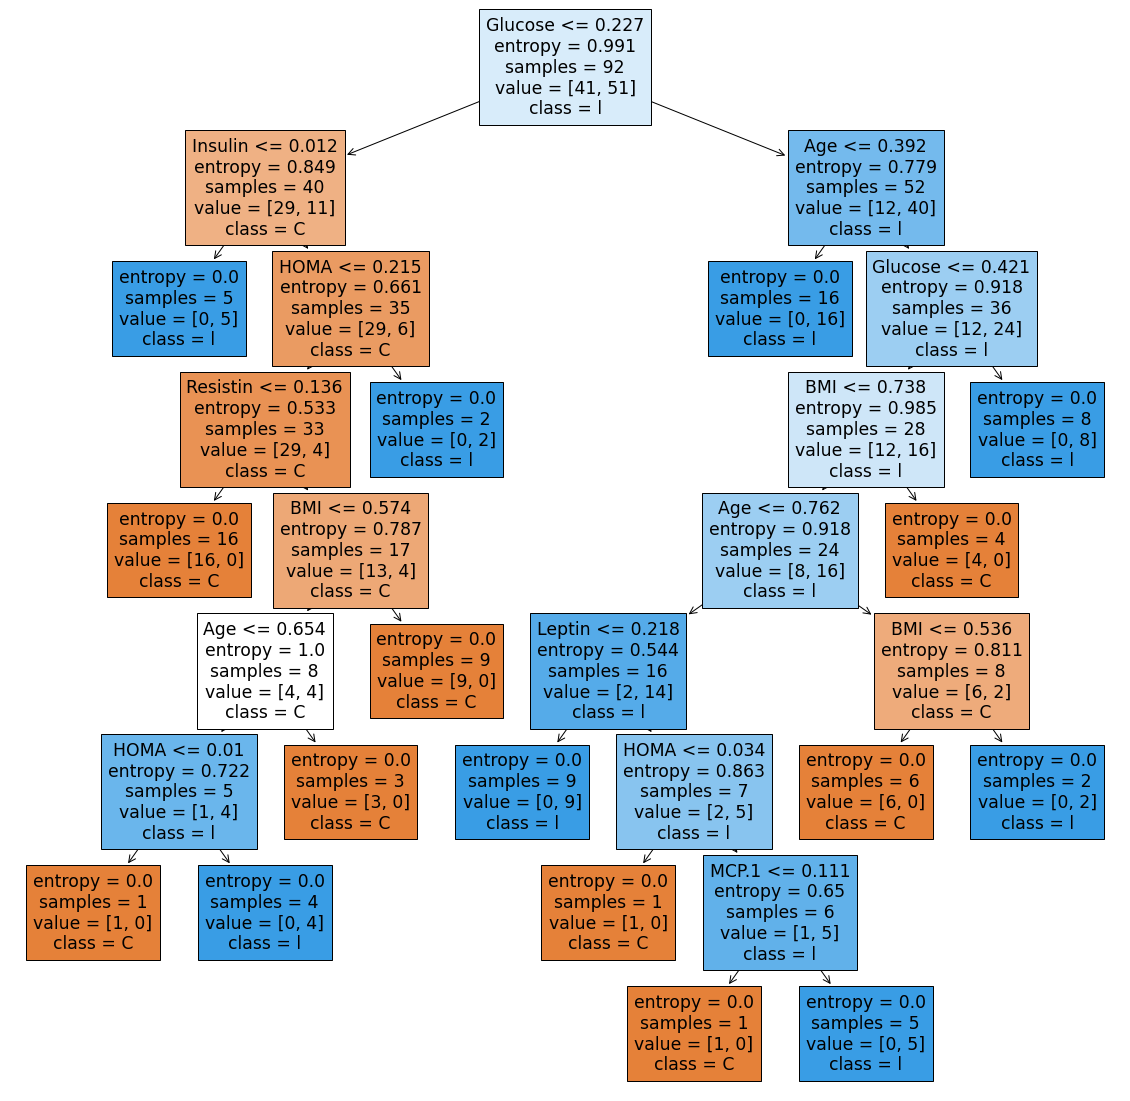 Glucose <= 0.227
entropy = 0.991
samples = 92
value = [41, 51]
class = l
Insulin <= 0.012
entropy = 0.849
samples = 40
value = [29, 11]
class = C
Age <= 0.392
entropy = 0.779
samples = 52
value = [12, 40]
class = l
entropy = 0.0
samples = 5
value = [0, 5]
class = l
HOMA <= 0.215
entropy = 0.661
samples = 35
value = [29, 6]
class = C
entropy = 0.0
samples = 16
value = [0, 16]
class = l
Glucose <= 0.421
entropy = 0.918
samples = 36
value = [12, 24]
class = l
Resistin <= 0.136
entropy = 0.533
samples = 33
value = [29, 4]
class = C
entropy = 0.0
samples = 2
value = [0, 2]
class = l
BMI <= 0.738
entropy = 0.985
samples = 28
value = [12, 16]
class = l
entropy = 0.0
samples = 8
value = [0, 8]
class = l
entropy = 0.0
samples = 16
value = [16, 0]
class = C
BMI <= 0.574
entropy = 0.787
samples = 17
value = [13, 4]
class = C
Age <= 0.762
entropy = 0.918
samples = 24
value = [8, 16]
class = l
entropy = 0.0
samples = 4
value = [4, 0]
class = C
Age <= 0.654
entropy = 1.0
samples = 8
value = [4, 4]
class = C
entropy = 0.0
samples = 9
value = [9, 0]
class = C
Leptin <= 0.218
entropy = 0.544
samples = 16
value = [2, 14]
class = l
BMI <= 0.536
entropy = 0.811
samples = 8
value = [6, 2]
class = C
HOMA <= 0.01
entropy = 0.722
samples = 5
value = [1, 4]
class = l
entropy = 0.0
samples = 3
value = [3, 0]
class = C
entropy = 0.0
samples = 9
value = [0, 9]
class = l
HOMA <= 0.034
entropy = 0.863
samples = 7
value = [2, 5]
class = l
entropy = 0.0
samples = 6
value = [6, 0]
class = C
entropy = 0.0
samples = 2
value = [0, 2]
class = l
entropy = 0.0
samples = 1
value = [1, 0]
class = C
entropy = 0.0
samples = 4
value = [0, 4]
class = l
entropy = 0.0
samples = 1
value = [1, 0]
class = C
MCP.1 <= 0.111
entropy = 0.65
samples = 6
value = [1, 5]
class = l
entropy = 0.0
samples = 1
value = [1, 0]
class = C
entropy = 0.0
samples = 5
value = [0, 5]
class = l